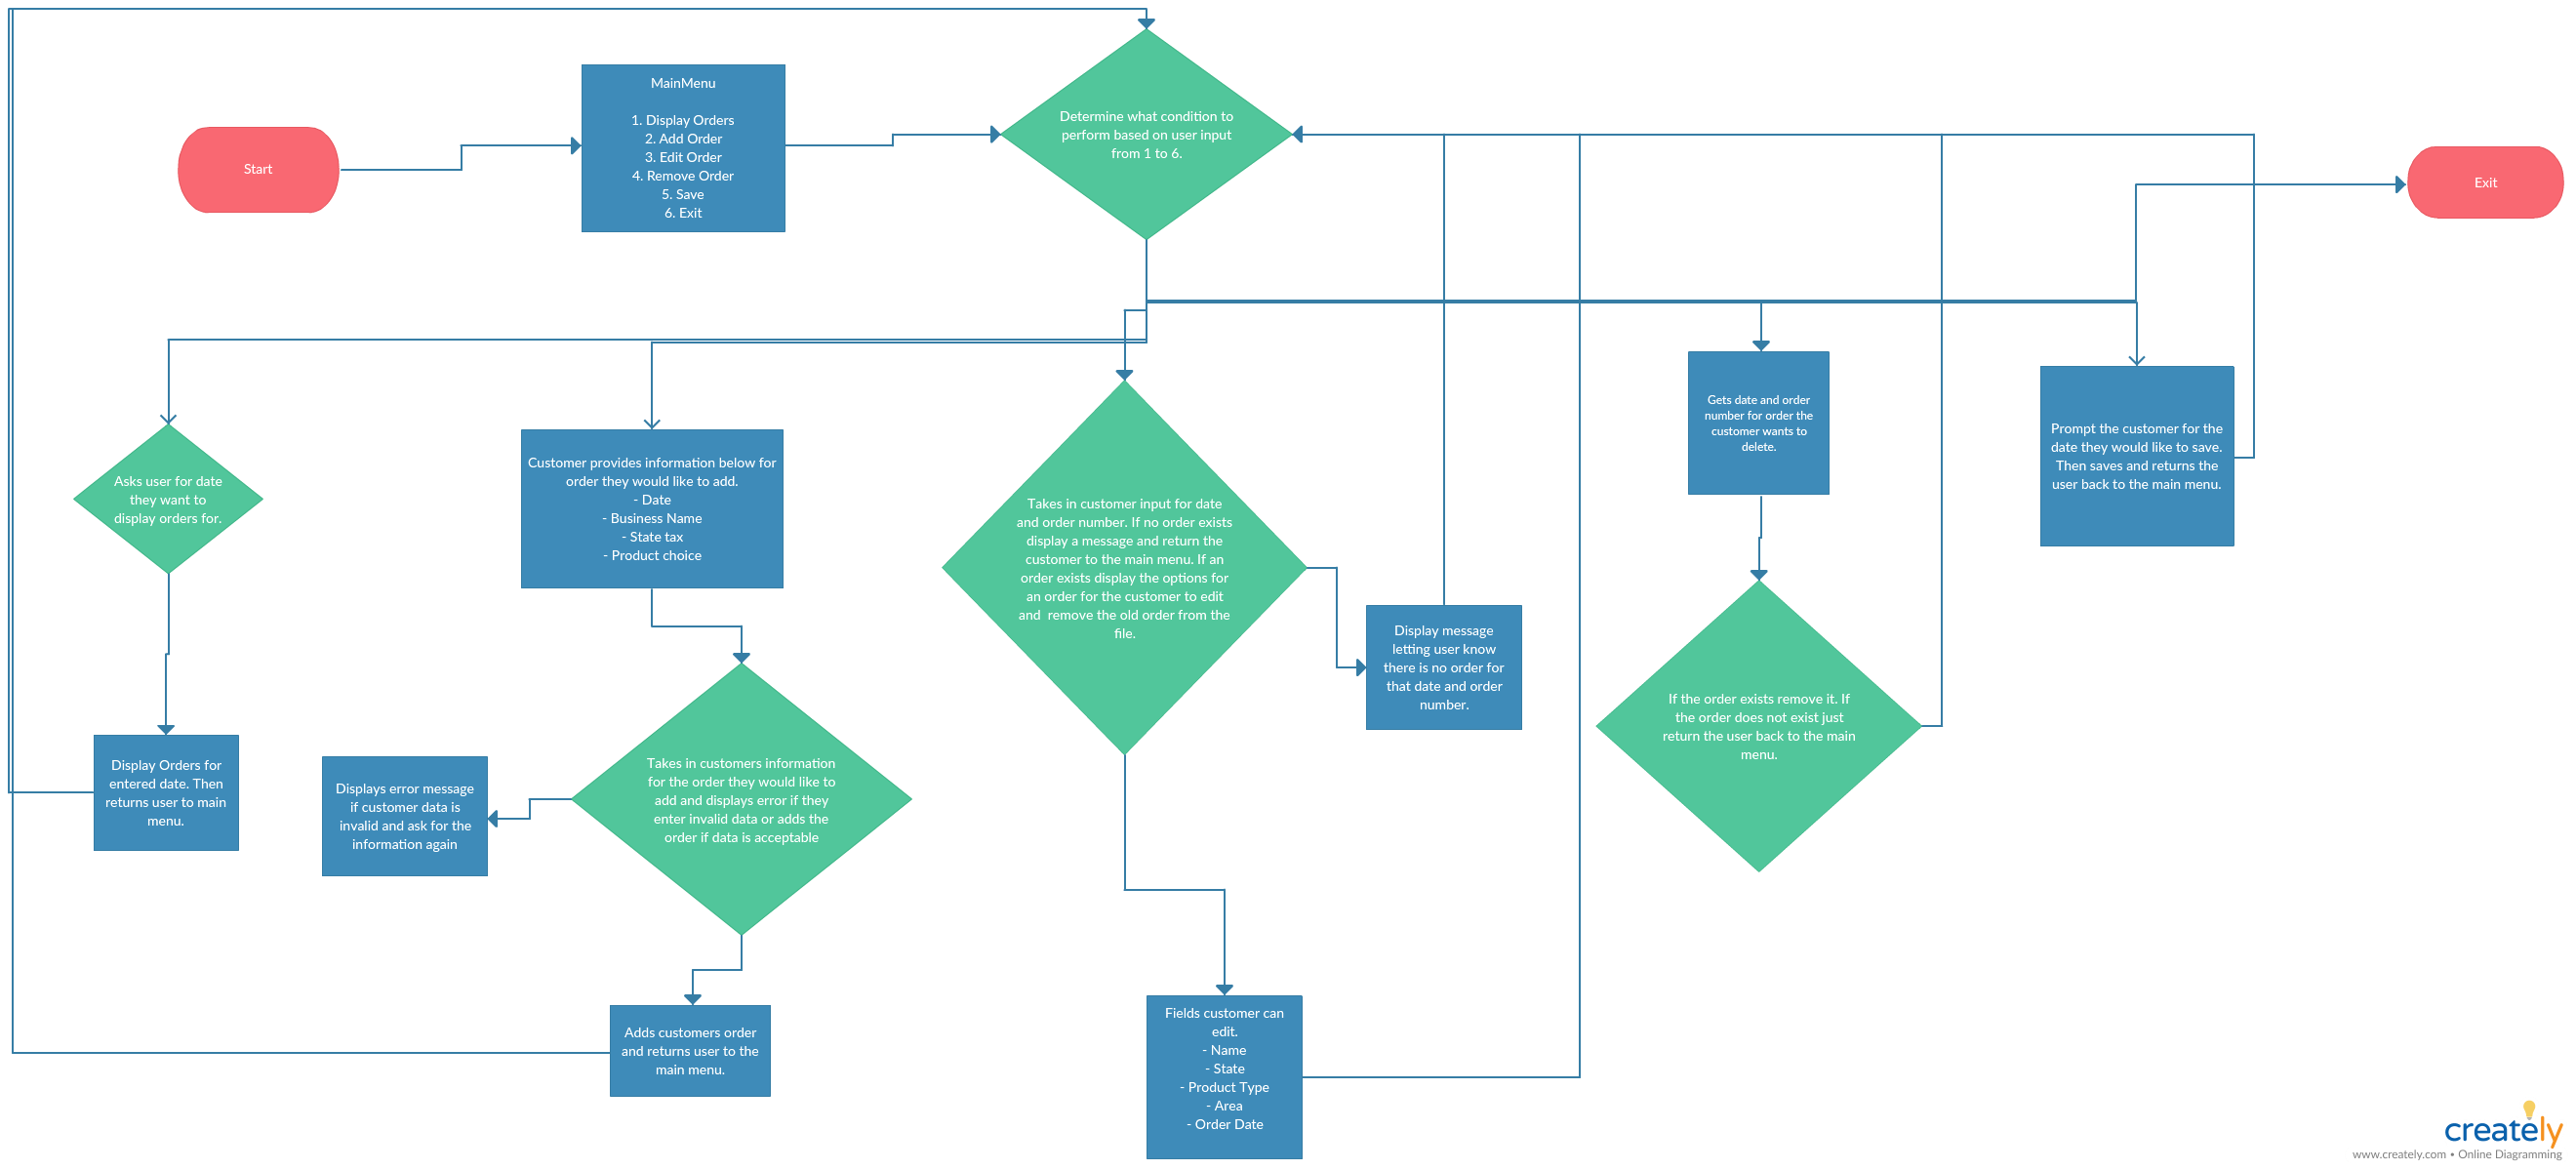 Start
MainMenu
1. Display Orders
2. Add Order
3. Edit Order
4. Remove Order
5. Save
6. Exit
Determine what condition to
perform based on user input
from 1 to 6.
Exit
Asks user for date
they want to
display orders for.
Customer provides information below for
order they would like to add.
- Date
- Business Name
- State tax
- Product choice
Takes in customer input for date
and order number. If no order exists
display a message and return the
customer to the main menu. If an
order exists display the options for
an order for the customer to edit
and  remove the old order from the
file.
Display message
letting user know
there is no order for
that date and order
number.
Gets date and order
number for order the
customer wants to
delete.
Prompt the customer for the
date they would like to save.
Then saves and returns the
user back to the main menu.
If the order exists remove it. If
the order does not exist just
return the user back to the main
menu.
Display Orders for
entered date. Then
returns user to main
menu.
Displays error message
if customer data is
invalid and ask for the
information again
Takes in customers information
for the order they would like to
add and displays error if they
enter invalid data or adds the
order if data is acceptable
Adds customers order
and returns user to the
main menu.
Fields customer can
edit.
- Name
- State
- Product Type
- Area
- Order Date
creately
www.creately.com • Online Diagramming